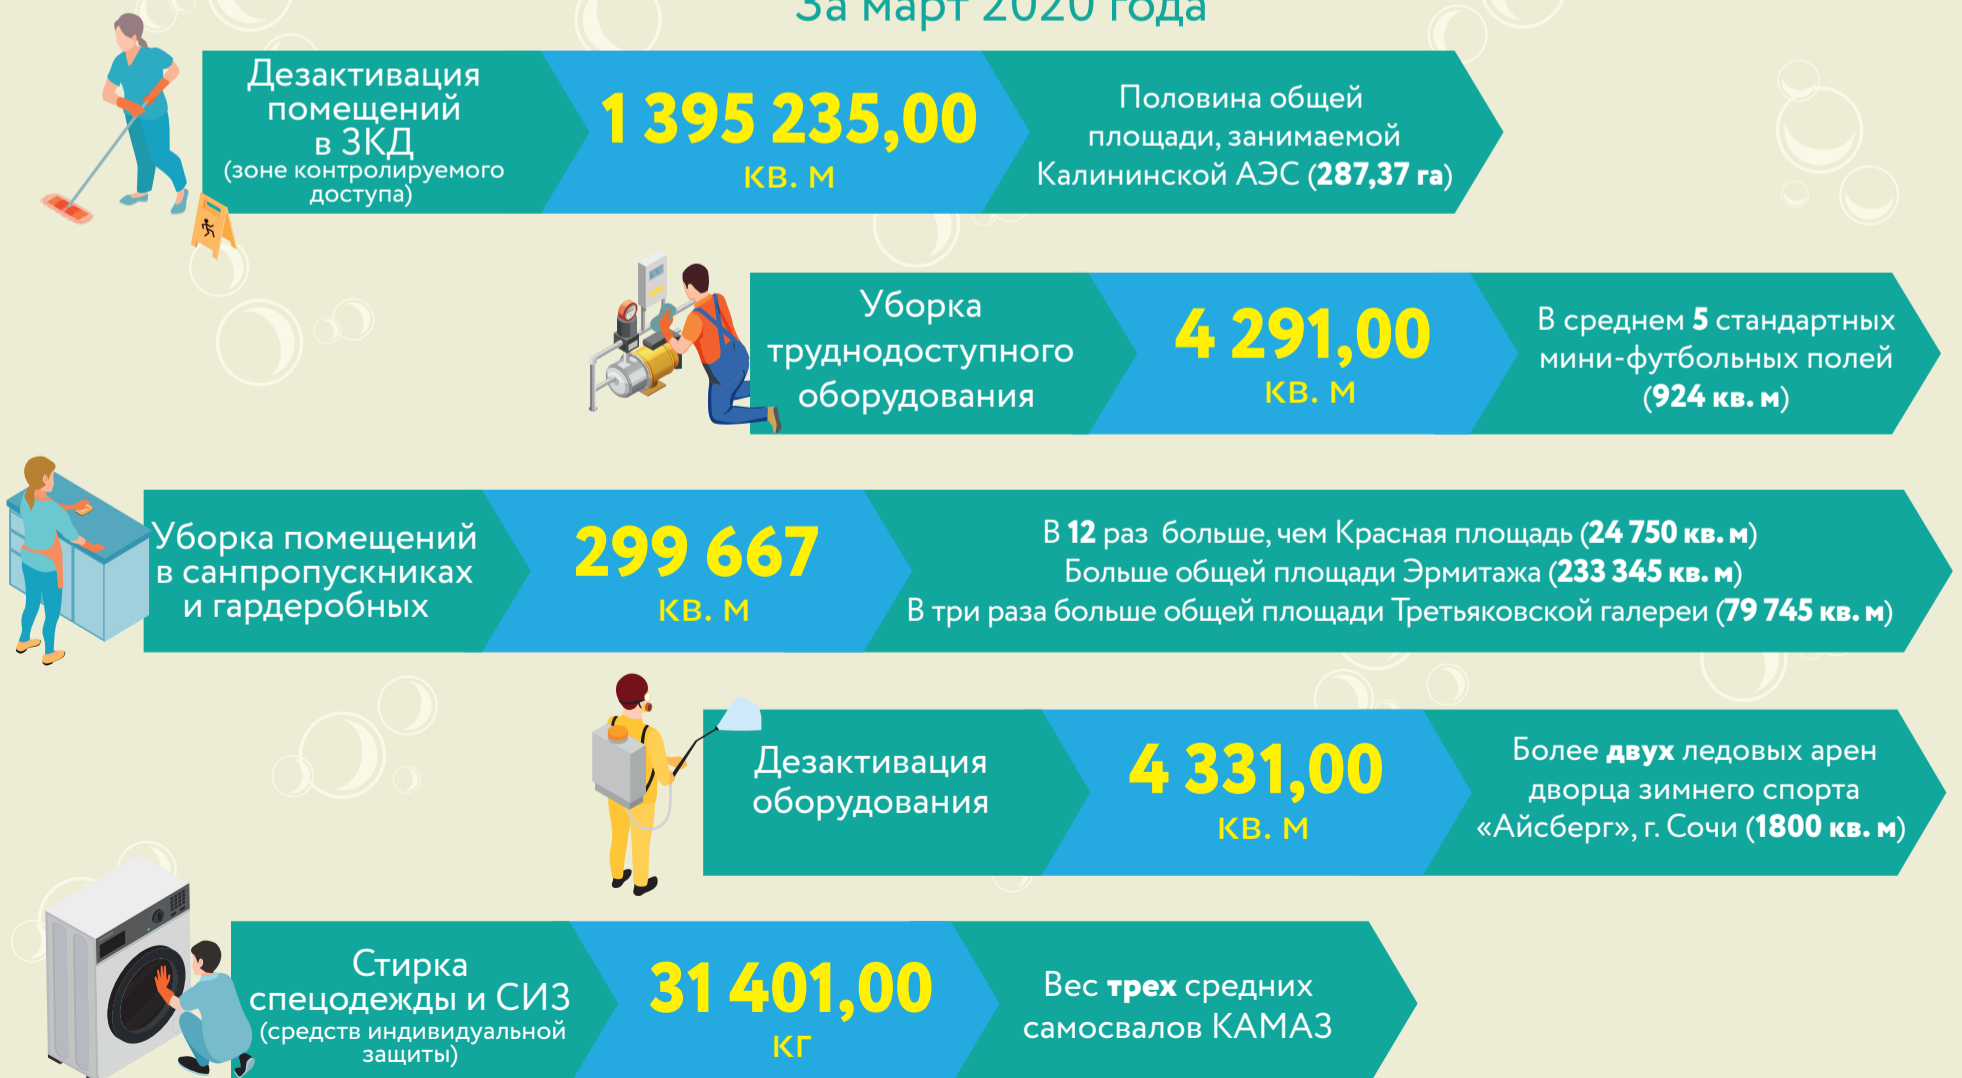 За март 2020 года
Дезактивация
помещений
в ЗКД
(зоне контролируемого
доступа)
1 395 235,00
кв. м
Половина общей
площади, занимаемой
Калининской АЭС (287,37 га)
Уборка
труднодоступного
оборудования
4 291,00
кв. м
В среднем 5 стандартных
мини-футбольных полей
(924 кв. м)
Уборка помещений
в санпропускниках
и гардеробных
299 667
кв. м
В 12 раз больше, чем Красная площадь (24 750 кв. м)
Больше общей площади Эрмитажа (233 345 кв. м)
В три раза больше общей площади Третьяковской галереи (79 745 кв. м)
Дезактивация
оборудования
4 331,00
кв. м
Более двух ледовых арен
дворца зимнего спорта
«Айсберг», г. Сочи (1800 кв. м)
Стирка
спецодежды и СИЗ
(средств индивидуальной
защиты)
31 401,00
кг
Вес трех средних
самосвалов КАМАЗ